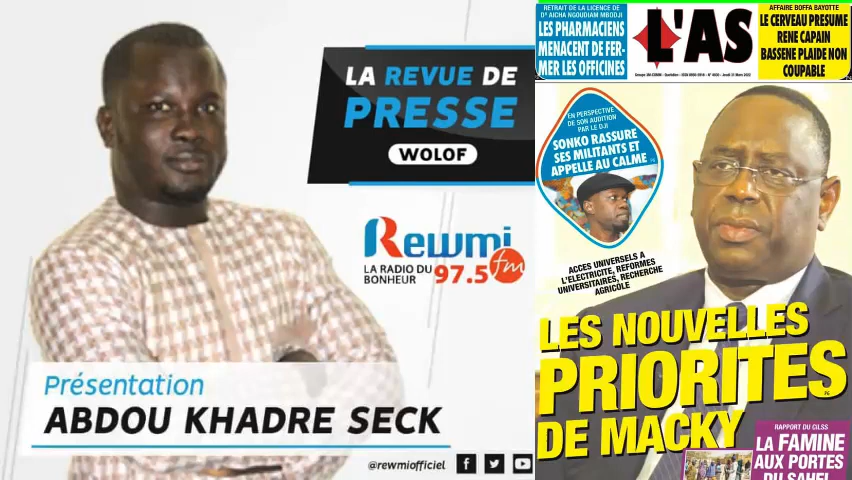 LA REVUE DE
PRESSE
WOLOF
Rewmi
fm
LA RADIO DU
BONHEUR
97.5
Présentation
ABDOU KHADRE SECK
@rewmiofficiel
RETRAIT DE LA LICENCE DE
Dr AICHA NGOUDIAM MBODJI
LES PHARMACIENS
MENACENT DE FER-
MER LES OFFICINES
L'AS
AFFAIRE BOFFA BAYOTTE
LE CERVEAU PRESUME
RENE CAPAIN
BASSENE PLAIDE NON
COUPABLE
EN PERSPECTIVE
DE SON AUDITION
PAR LE DJI
SONKO RASSURE
SES MILITANTS ET
APPELLE AU CALME
ACCES UNIVERSELS A
L'ELECTRICITE, REFORMES
UNIVERSITAIRES, RECHERCHE
AGRICOLE
LES NOUVELLES
PRIORITES
DE MACKY
RAPPORT DU CILSS
LA FAMINE
AUX PORTES
DU SAHEL